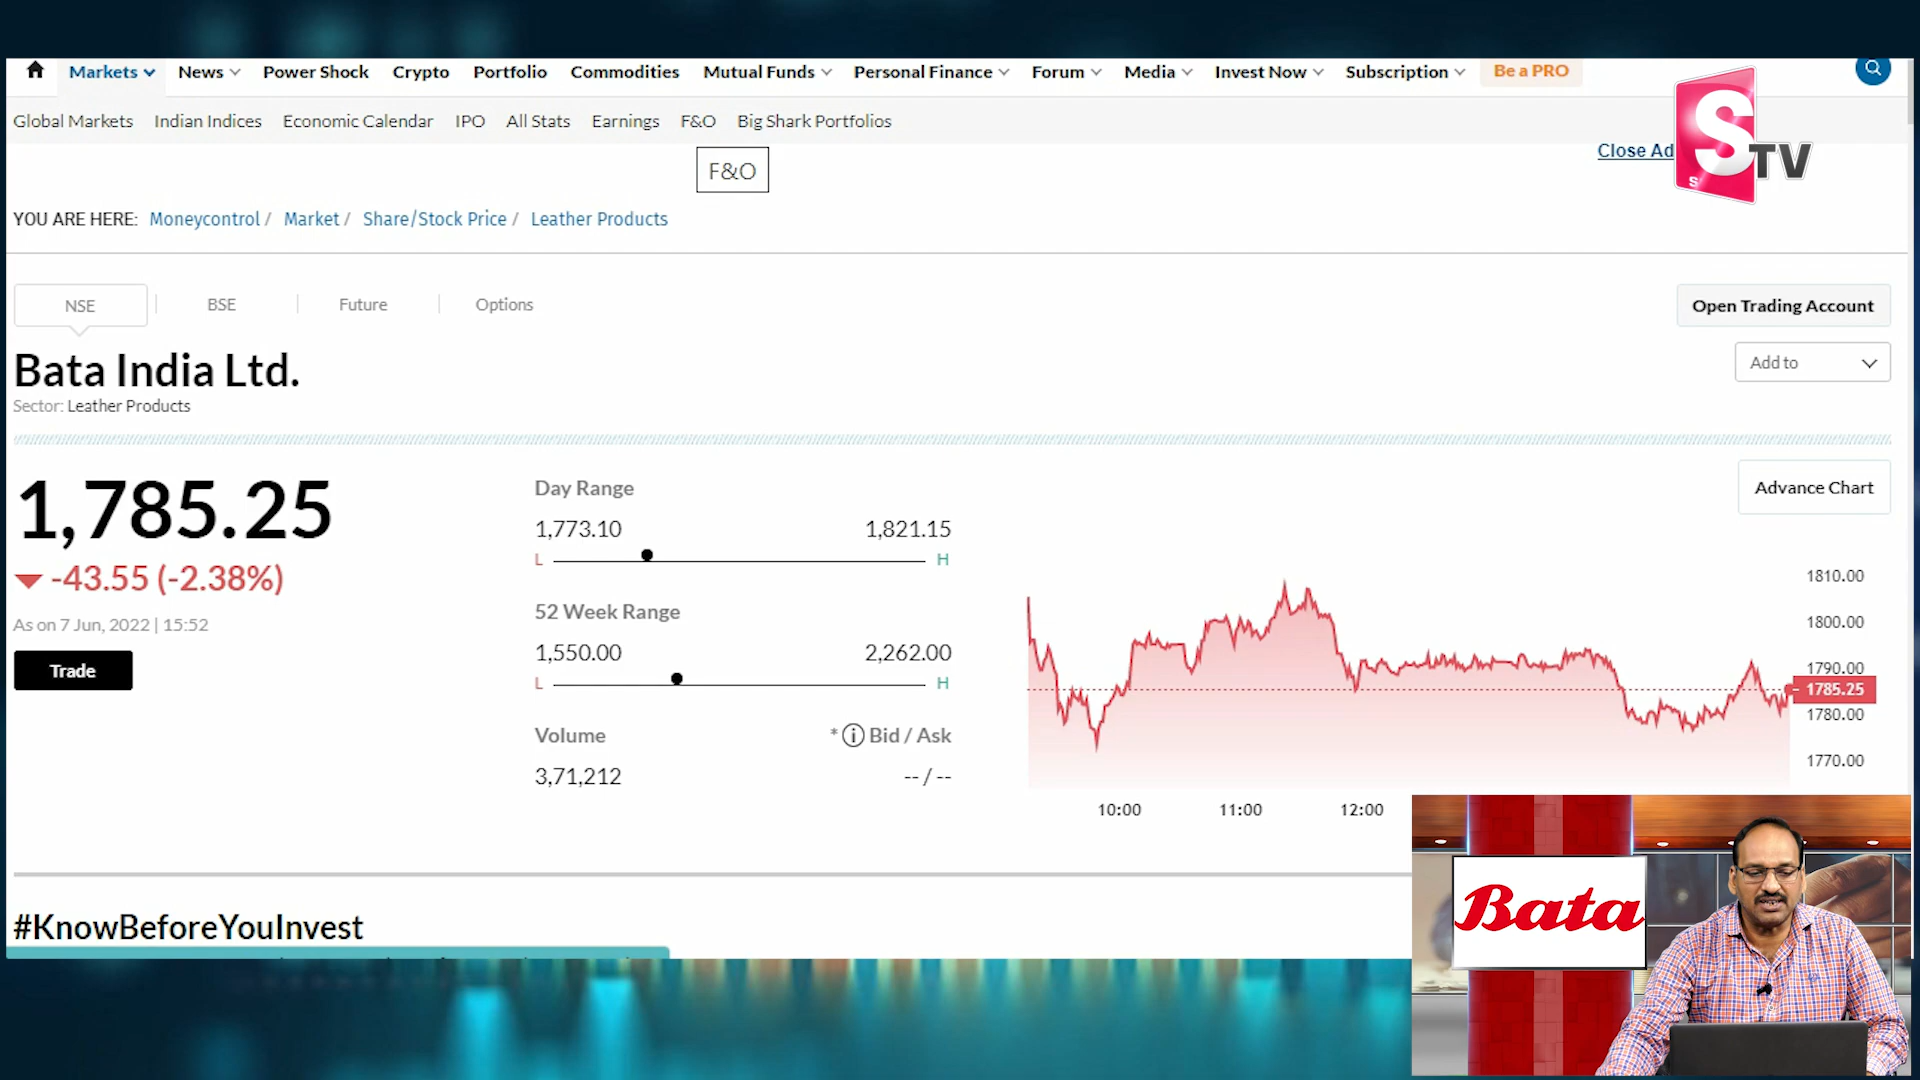 Markets News Power Shock Crypto Portfolio Commodities Mutual Funds Personal Finance Forum Media Invest Now Subscription Be a PRO
Global Markets Indian Indices Economic Calendar IPO All Stats Earnings F&O Big Shark Portfolios
Close Ad
S TV
F&O
YOU ARE HERE: Moneycontrol / Market / Share/Stock Price / Leather Products
NSE BSE Future Options
Open Trading Account
Bata India Ltd.
Add to
Sector: Leather Products
1,785.25
-43.55 (-2.38%)
As on 7 Jun, 2022 | 15:52
Trade
Day Range
1,773.10 1,821.15
L H
52 Week Range
1,550.00 2,262.00
L H
Volume * i Bid / Ask
3,71,212 -- / --
Advance Chart
1810.00
1800.00
1790.00
1785.25
1780.00
1770.00
10:00 11:00 12:00
#KnowBeforeYouInvest
Bata